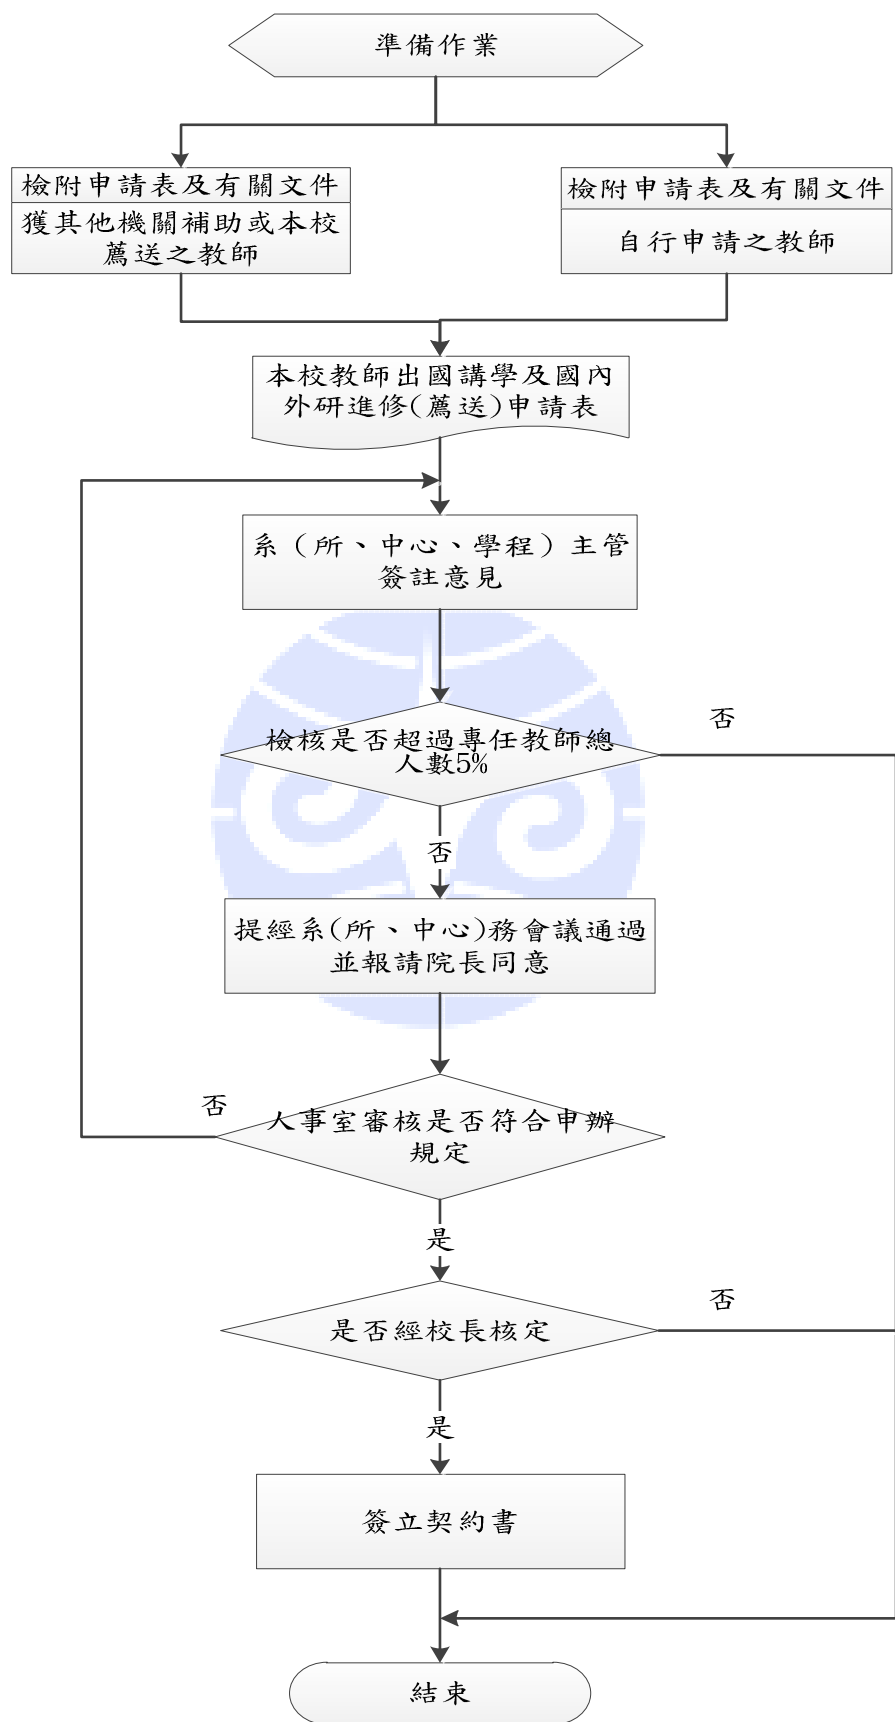 準備作業
檢附申請表及有關文件
獲其他機關補助或本校
薦送之教師
檢附申請表及有關文件
自行申請之教師
本校教師出國講學及國內
外研進修(薦送)申請表
系（所、中心、學程）主管
簽註意見
檢核是否超過專任教師總
人數5%
否
否
提經系(所、中心)務會議通過
並報請院長同意
人事室審核是否符合申辦
規定
否
是
是否經校長核定
否
是
簽立契約書
結束